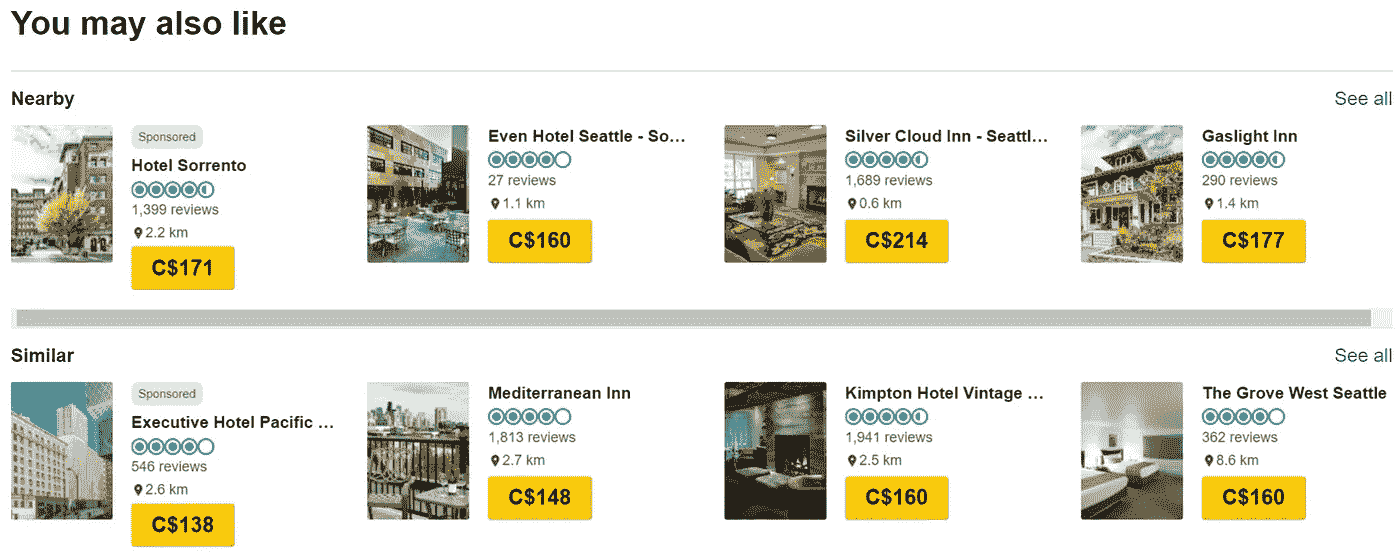 You may also like
Nearby
See all
Sponsored
Hotel Sorrento
1,399 reviews
2.2 km
C$171
Even Hotel Seattle - So...
27 reviews
1.1 km
C$160
Silver Cloud Inn - Seattl...
1,689 reviews
0.6 km
C$214
Gaslight Inn
290 reviews
1.4 km
C$177
Similar
See all
Sponsored
Executive Hotel Pacific ...
546 reviews
2.6 km
C$138
Mediterranean Inn
1,813 reviews
2.7 km
C$148
Kimpton Hotel Vintage ...
1,941 reviews
2.5 km
C$160
The Grove West Seattle
362 reviews
8.6 km
C$160